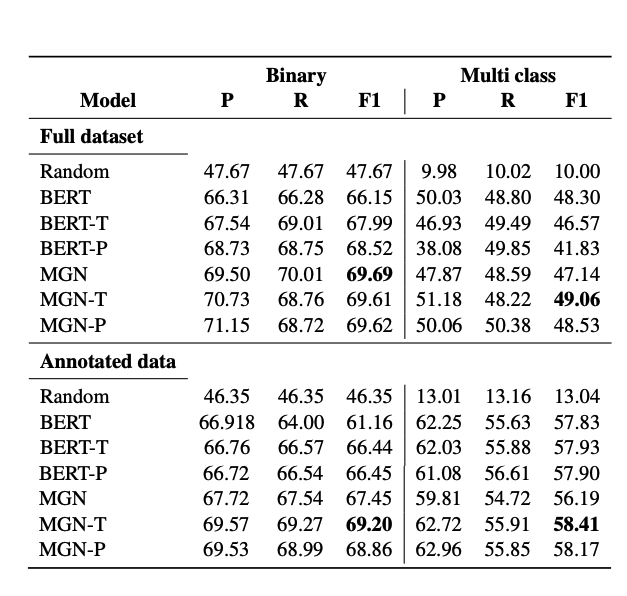 Binary Multi class
Model P R F1 P R F1
Full dataset
Random 47.67 47.67 47.67 9.98 10.02 10.00
BERT 66.31 66.28 66.15 50.03 48.80 48.30
BERT-T 67.54 69.01 67.99 46.93 49.49 46.57
BERT-P 68.73 68.75 68.52 38.08 49.85 41.83
MGN 69.50 70.01 69.69 47.87 48.59 47.14
MGN-T 70.73 68.76 69.61 51.18 48.22 49.06
MGN-P 71.15 68.72 69.62 50.06 50.38 48.53
Annotated data
Random 46.35 46.35 46.35 13.01 13.16 13.04
BERT 66.918 64.00 61.16 62.25 55.63 57.83
BERT-T 66.76 66.57 66.44 62.03 55.88 57.93
BERT-P 66.72 66.54 66.45 61.08 56.61 57.90
MGN 67.72 67.54 67.45 59.81 54.72 56.19
MGN-T 69.57 69.27 69.20 62.72 55.91 58.41
MGN-P 69.53 68.99 68.86 62.96 55.85 58.17